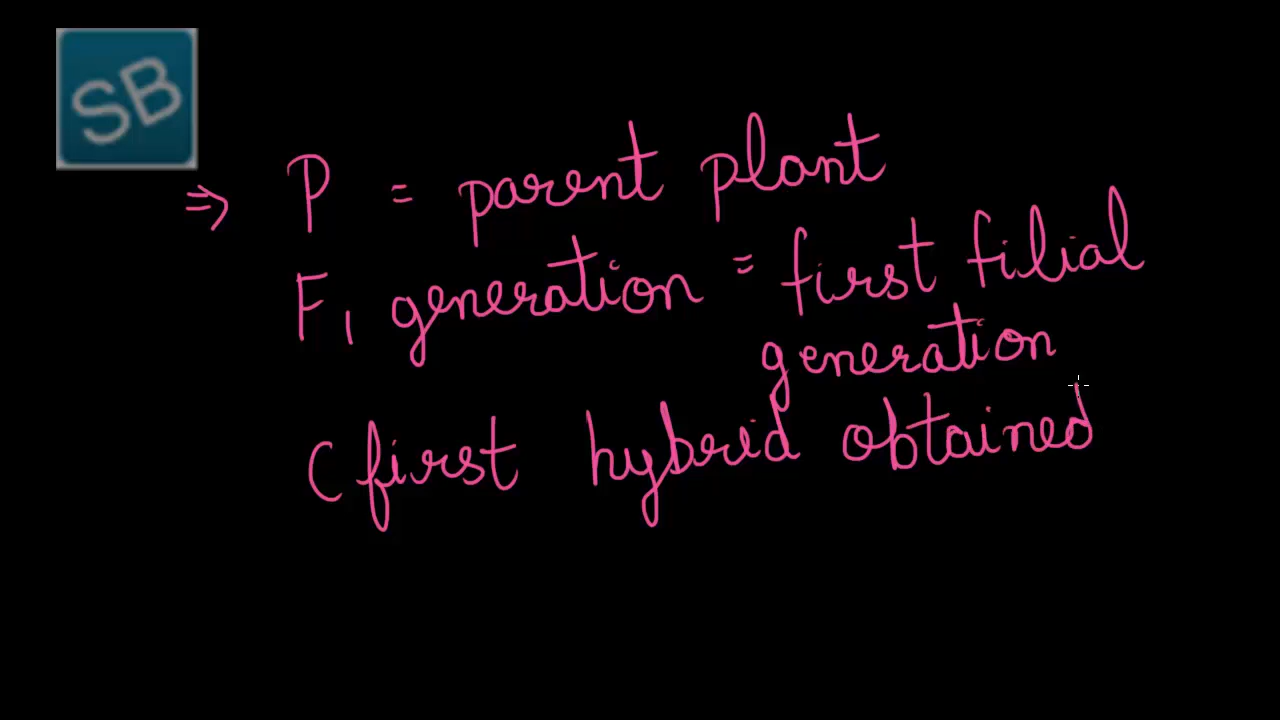 SB
⇒ P = parent plant
F₁ generation = first filial
generation
(first hybrid obtained